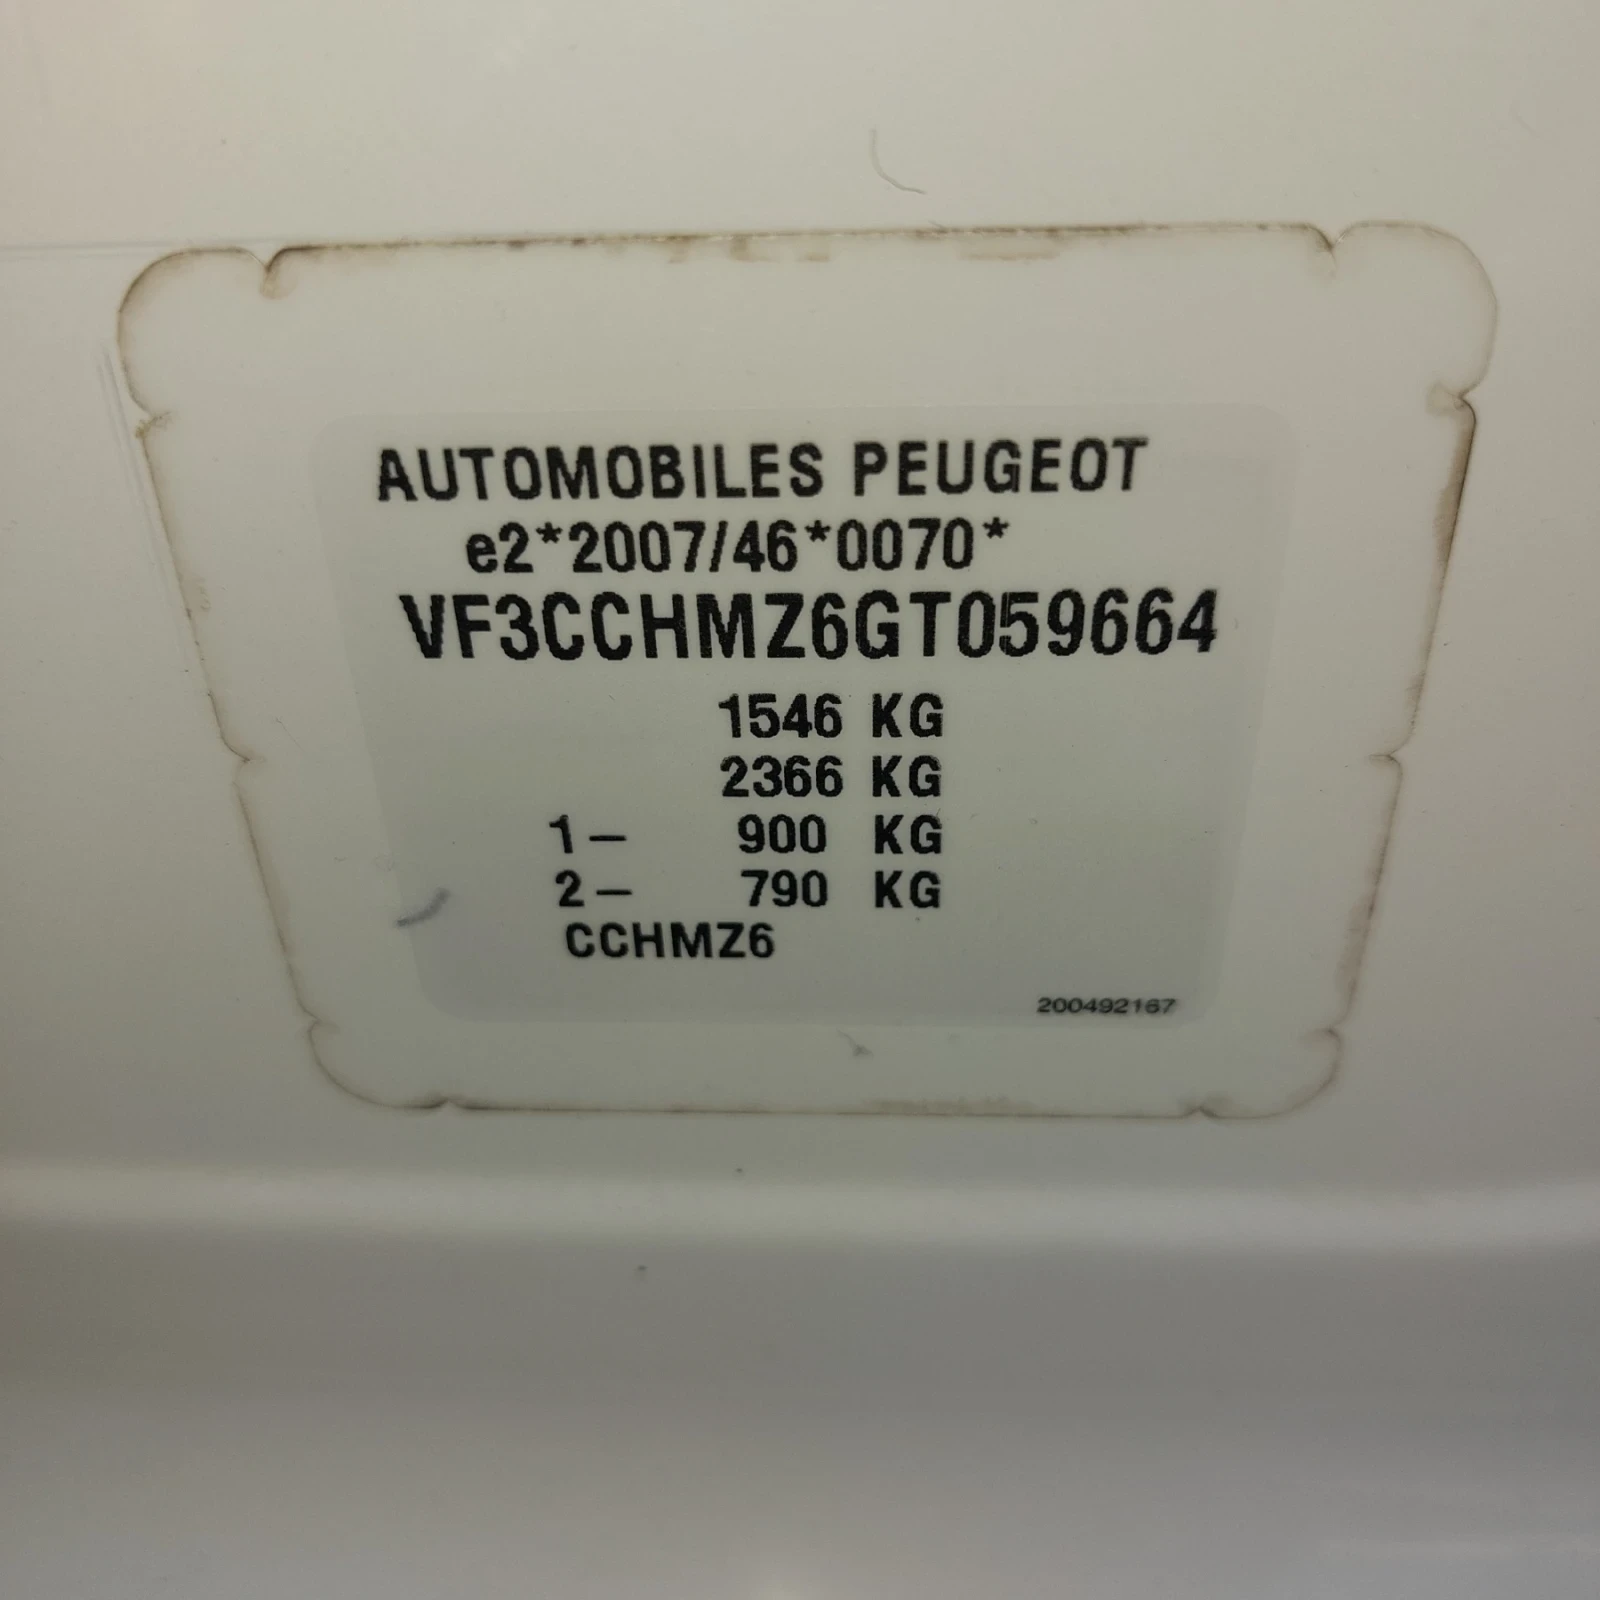 AUTOMOBILES PEUGEOT
e2*2007/46*0070*
VF3CCHMZ6GT059664
1546 KG
2366 KG
1– 900 KG
2– 790 KG
CCHMZ6
200492167